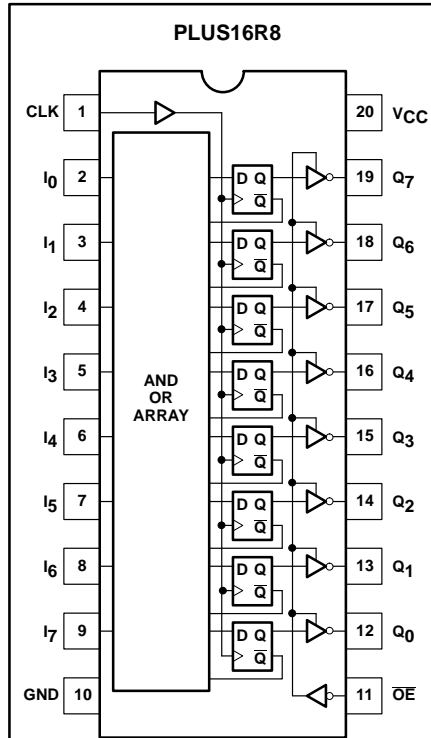 PLUS16R8
CLK 1 20 VCC
I0 2 D Q Q̅ 19 Q7
I1 3 D Q Q̅ 18 Q6
I2 4 D Q Q̅ 17 Q5
I3 5 D Q Q̅ 16 Q4
AND
OR
ARRAY
I4 6 D Q Q̅ 15 Q3
I5 7 D Q Q̅ 14 Q2
I6 8 D Q Q̅ 13 Q1
I7 9 D Q Q̅ 12 Q0
GND 10 11 O̅E̅